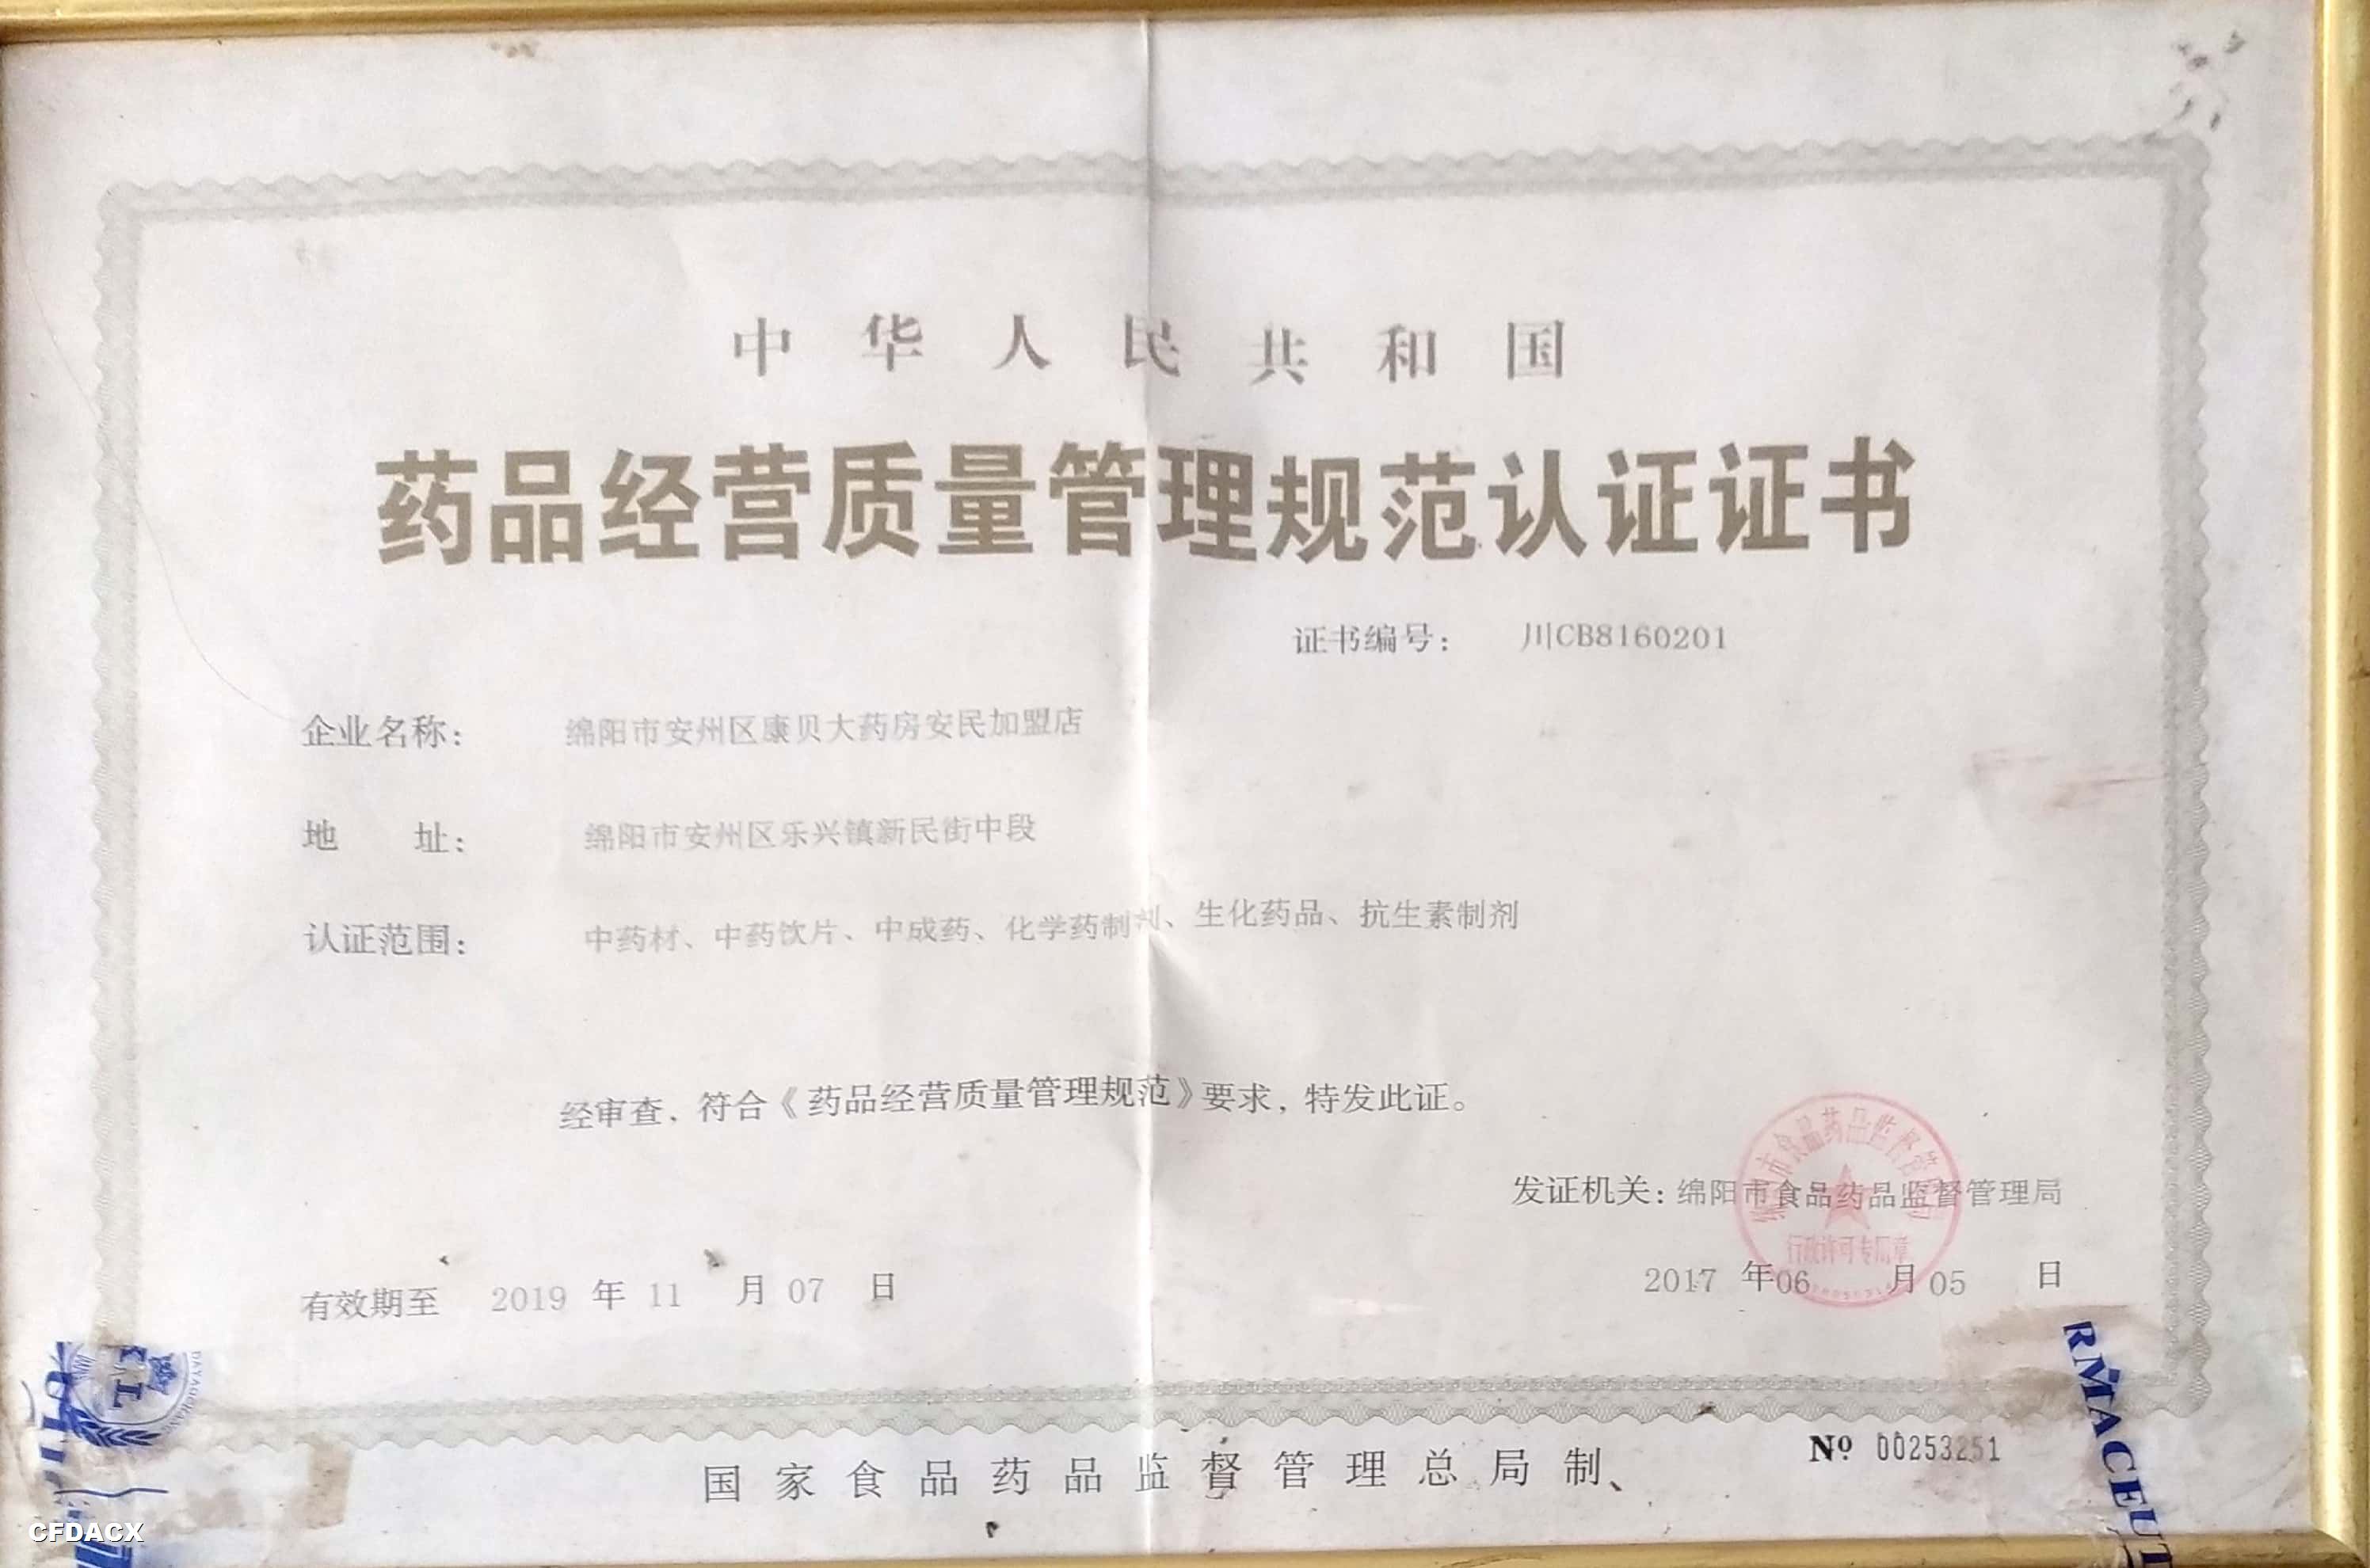 中华人民共和国
药品经营质量管理规范认证证书
证书编号： 川CB8160201
企业名称： 绵阳市安州区康贝大药房安民加盟店
地 址： 绵阳市安州区乐兴镇新民街中段
认证范围： 中药材、中药饮片、中成药、化学药制剂、生化药品、抗生素制剂
经审查，符合《药品经营质量管理规范》要求，特发此证。
发证机关：绵阳市食品药品监督管理局
行政许可专用章
有效期至 2019 年 11 月 07 日
2017 年 06 月 05 日
国家食品药品监督管理总局制
№ 00253251
RMACEUT
CFDACX